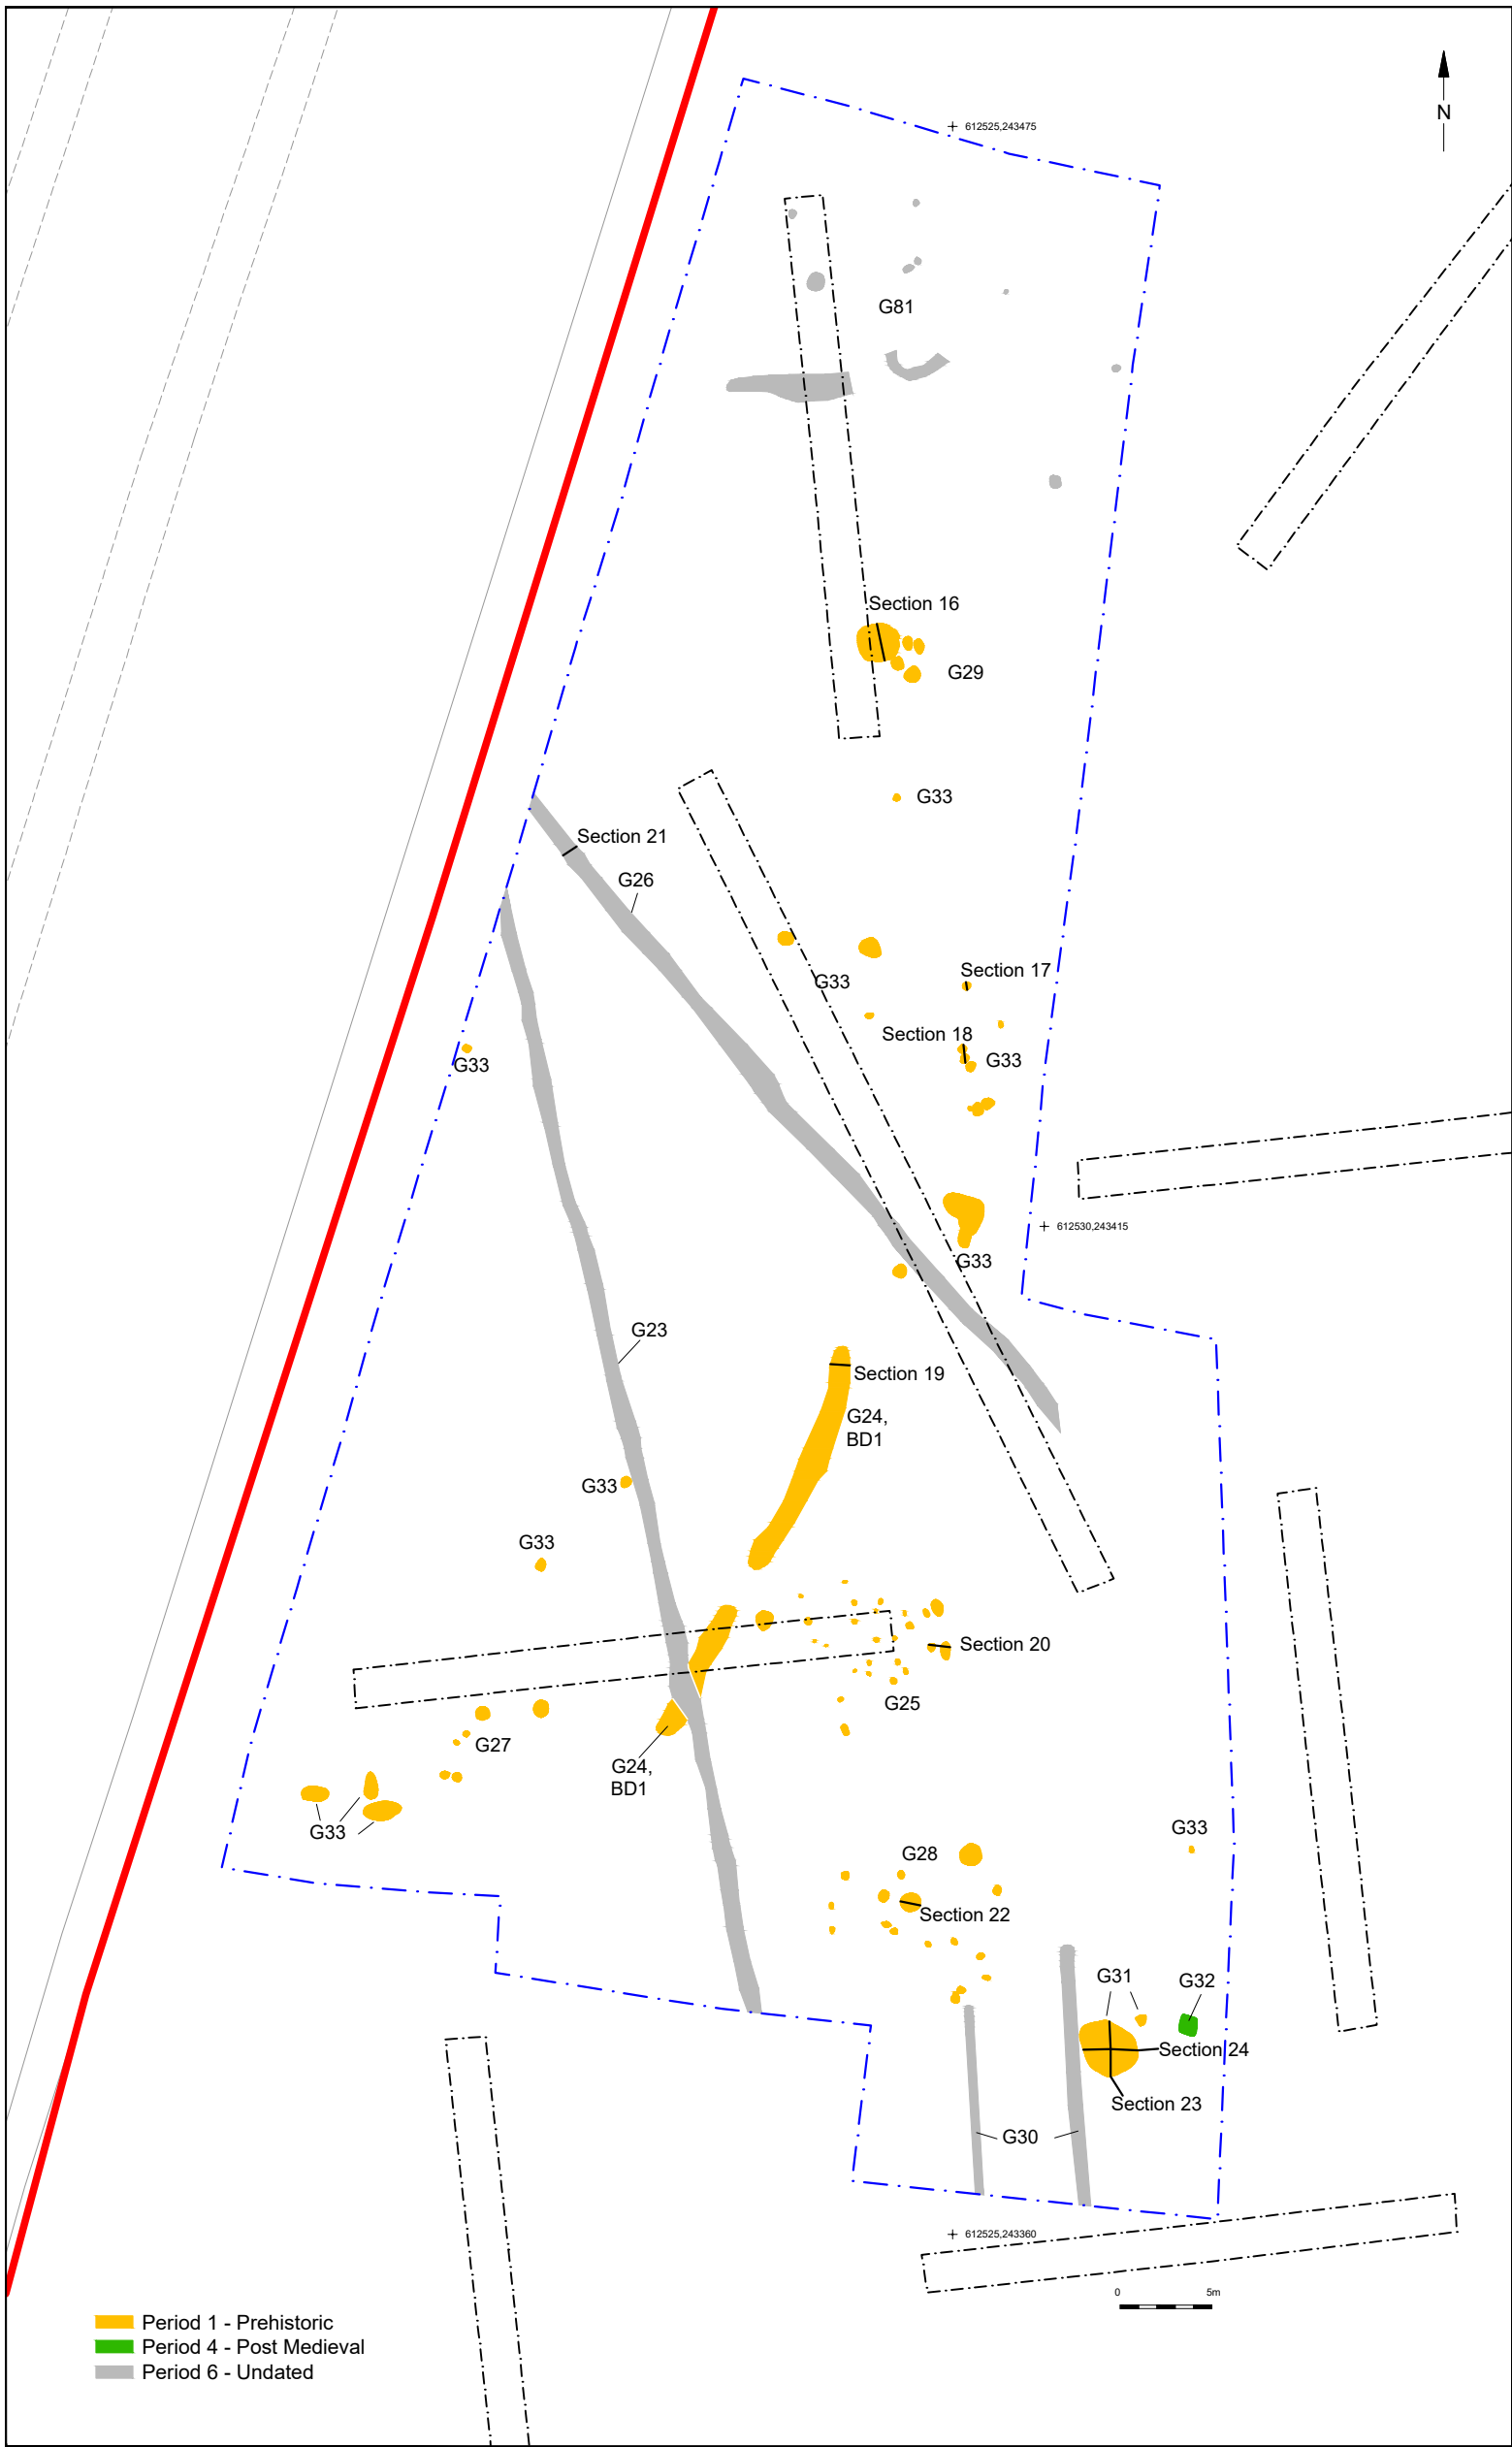 612525,243475
N
G81
Section 16
G29
G33
Section 21
G26
Section 17
G33
Section 18
G33
G33
612530,243415
G33
G23
Section 19
G24,
BD1
G33
G33
Section 20
G25
G27
G24,
BD1
G33
G33
G28
Section 22
G31
G32
Section 24
Section 23
G30
612525,243360
0 5m
Period 1 - Prehistoric
Period 4 - Post Medieval
Period 6 - Undated